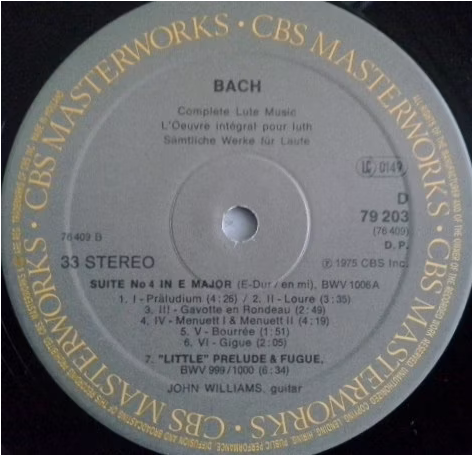 CBS MASTERWORKS • CBS MASTERWORKS • CBS MASTERWORKS • CBS MASTERWORKS •
BACH
Complete Lute Music
L'Oeuvre intégral pour luth
Sämtliche Werke für Laute
LC 0149
D
79 203
(76409)
D. P.
76409 B
33 STEREO
℗ 1975 CBS Inc.
SUITE No 4 IN E MAJOR (E-Dur / en mi), BWV 1006A
1. I - Präludium (4:25) / 2. II - Loure (3:35)
3. III - Gavotte en Rondeau (2:49)
4. IV - Menuett I & Menuett II (4:19)
5. V - Bourrée (1:51)
6. VI - Gigue (2:05)
7. "LITTLE" PRELUDE & FUGUE,
BWV 999/1000 (6:34)
JOHN WILLIAMS, guitar